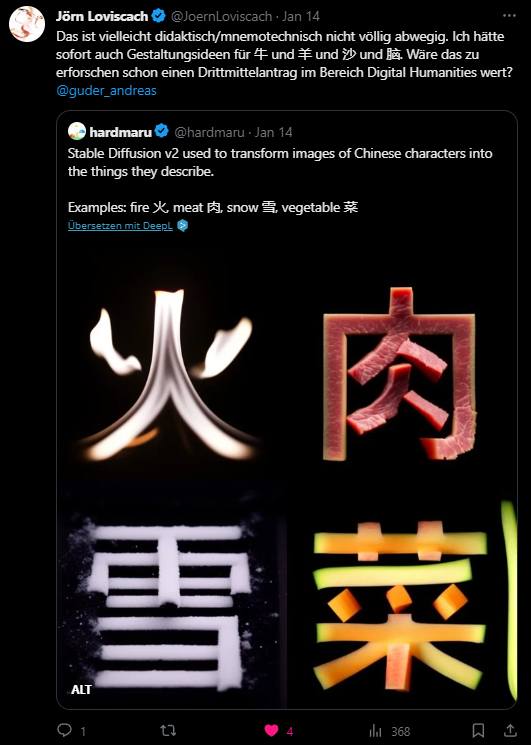 Jörn Loviscach @JoernLoviscach · Jan 14
Das ist vielleicht didaktisch/mnemotechnisch nicht völlig abwegig. Ich hätte
sofort auch Gestaltungsideen für 牛 und 羊 und 沙 und 脑. Wäre das zu
erforschen schon einen Drittmittelantrag im Bereich Digital Humanities wert?
@guder_andreas
hardmaru @hardmaru · Jan 14
Stable Diffusion v2 used to transform images of Chinese characters into
the things they describe.
Examples: fire 火, meat 肉, snow 雪, vegetable 菜
Übersetzen mit DeepL
火 肉
雪 菜
ALT
1 4 368